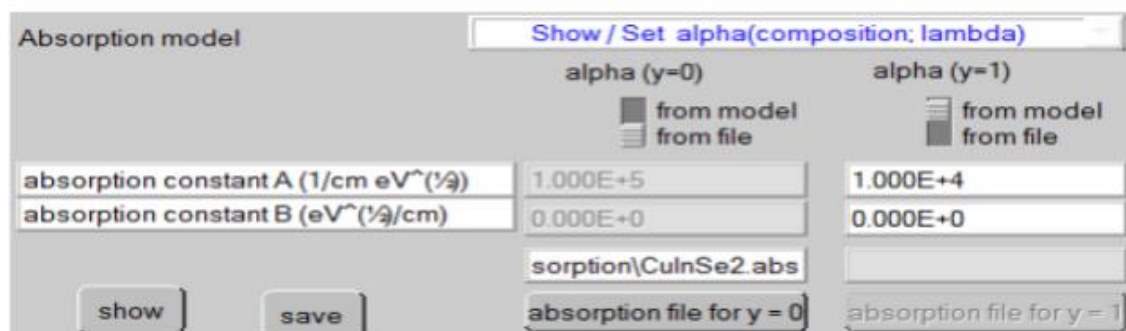 Absorption model Show / Set alpha(composition; lambda)
alpha (y=0) alpha (y=1)
from model from model
from file from file
absorption constant A (1/cm eV^(½)) 1.000E+5 1.000E+4
absorption constant B (eV^(½)/cm) 0.000E+0 0.000E+0
sorption\CuInSe2.abs
show save absorption file for y = 0 absorption file for y = 1